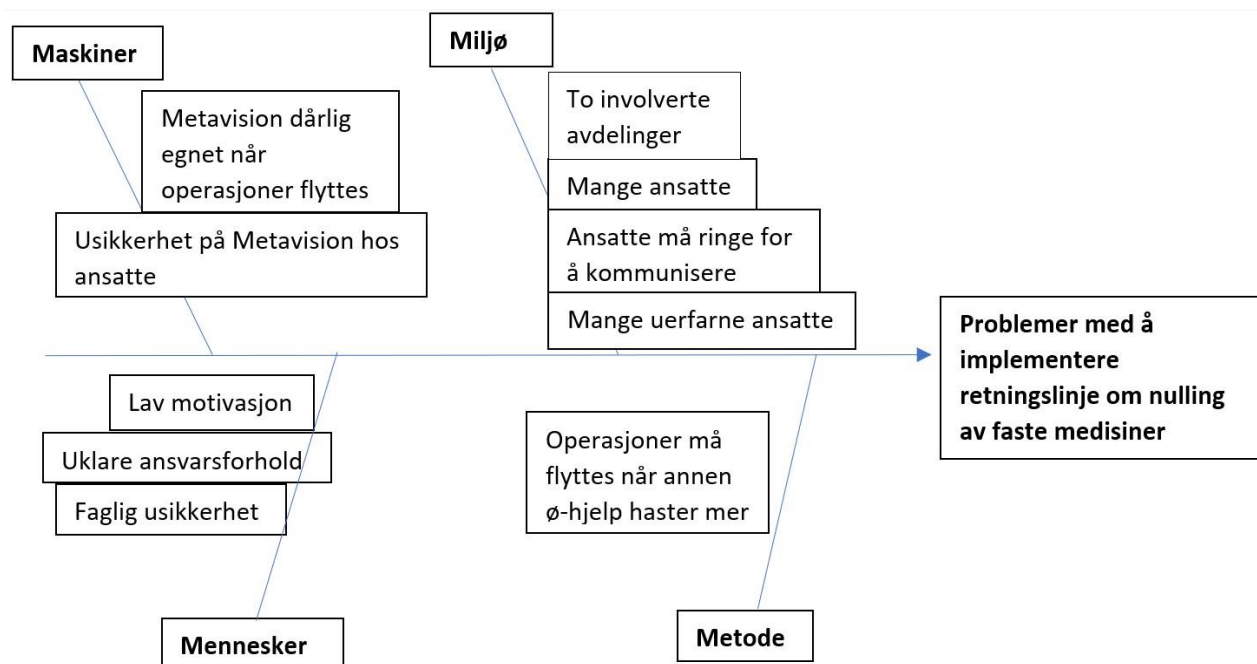 Maskiner
Metavision dårlig
egnet når
operasjoner flyttes
Usikkerhet på Metavision hos
ansatte
Miljø
To involverte
avdelinger
Mange ansatte
Ansatte må ringe for
å kommunisere
Mange uerfarne ansatte
Problemer med å
implementere
retningslinje om nulling
av faste medisiner
Lav motivasjon
Uklare ansvarsforhold
Faglig usikkerhet
Mennesker
Operasjoner må
flyttes når annen
ø-hjelp haster mer
Metode